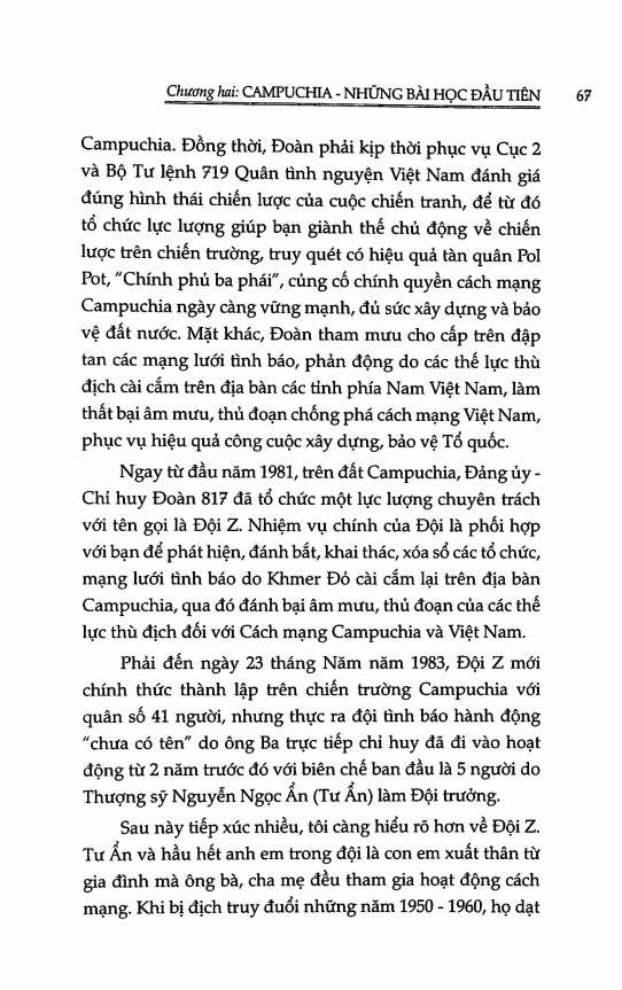 Chương hai: CAMPUCHIA - NHỮNG BÀI HỌC ĐẦU TIÊN 67
Campuchia. Đồng thời, Đoàn phải kịp thời phục vụ Cục 2
và Bộ Tư lệnh 719 Quân tình nguyện Việt Nam đánh giá
đúng hình thái chiến lược của cuộc chiến tranh, để từ đó
tổ chức lực lượng giúp bạn giành thế chủ động về chiến
lược trên chiến trường, truy quét có hiệu quả tàn quân Pol
Pot, "Chính phủ ba phái", củng cố chính quyền cách mạng
Campuchia ngày càng vững mạnh, đủ sức xây dựng và bảo
vệ đất nước. Mặt khác, Đoàn tham mưu cho cấp trên đập
tan các mạng lưới tình báo, phản động do các thế lực thù
địch cài cắm trên địa bàn các tỉnh phía Nam Việt Nam, làm
thất bại âm mưu, thủ đoạn chống phá cách mạng Việt Nam,
phục vụ hiệu quả công cuộc xây dựng, bảo vệ Tổ quốc.
Ngay từ đầu năm 1981, trên đất Campuchia, Đảng ủy -
Chỉ huy Đoàn 817 đã tổ chức một lực lượng chuyên trách
với tên gọi là Đội Z. Nhiệm vụ chính của Đội là phối hợp
với bạn để phát hiện, đánh bắt, khai thác, xóa sổ các tổ chức,
mạng lưới tình báo do Khmer Đỏ cài cắm lại trên địa bàn
Campuchia, qua đó đánh bại âm mưu, thủ đoạn của các thế
lực thù địch đối với Cách mạng Campuchia và Việt Nam.
Phải đến ngày 23 tháng Năm năm 1983, Đội Z mới
chính thức thành lập trên chiến trường Campuchia với
quân số 41 người, nhưng thực ra đội tình báo hành động
"chưa có tên" do ông Ba trực tiếp chỉ huy đã đi vào hoạt
động từ 2 năm trước đó với biên chế ban đầu là 5 người do
Thượng sỹ Nguyễn Ngọc Ẩn (Tư Ẩn) làm Đội trưởng.
Sau này tiếp xúc nhiều, tôi càng hiểu rõ hơn về Đội Z.
Tư Ẩn và hầu hết anh em trong đội là con em xuất thân từ
gia đình mà ông bà, cha mẹ đều tham gia hoạt động cách
mạng. Khi bị địch truy đuổi những năm 1950 - 1960, họ dạt